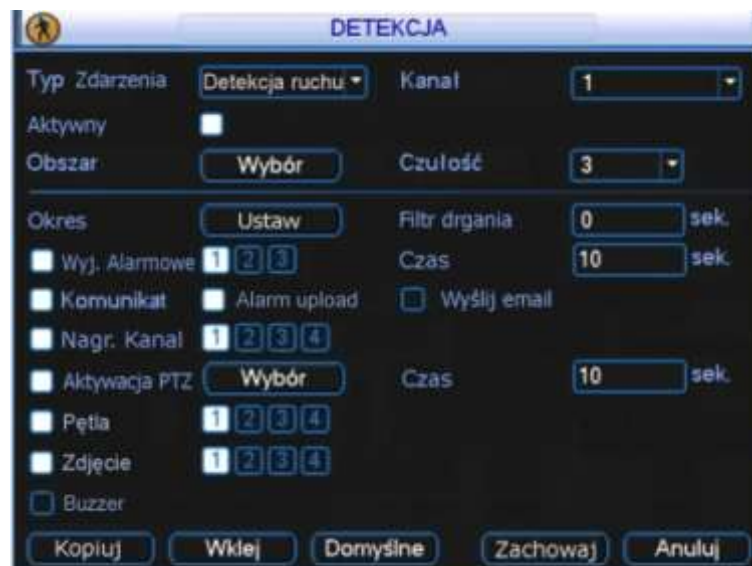 DETEKCJA
Typ Zdarzenia Detekcja ruchu Kanał 1
Aktywny
Obszar Wybór Czułość 3
Okres Ustaw Filtr drgania 0 sek.
Wyj. Alarmowe 1 2 3 Czas 10 sek.
Komunikat Alarm upload Wyślij email
Nagr. Kanał 1 2 3 4
Aktywacja PTZ Wybór Czas 10 sek.
Pętla 1 2 3 4
Zdjęcie 1 2 3 4
Buzzer
Kopiuj Wklej Domyślne Zachowaj Anuluj